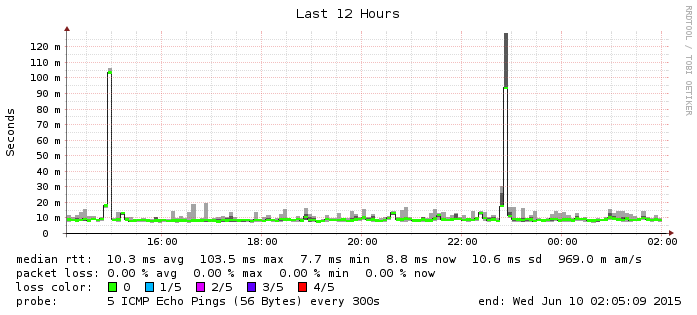 Last 12 Hours
RRDTOOL / TOBI OETIKER
Seconds
120 m
110 m
100 m
90 m
80 m
70 m
60 m
50 m
40 m
30 m
20 m
10 m
0
16:00 18:00 20:00 22:00 00:00 02:00
median rtt: 10.3 ms avg 103.5 ms max 7.7 ms min 8.8 ms now 10.6 ms sd 969.0 m am/s
packet loss: 0.00 % avg 0.00 % max 0.00 % min 0.00 % now
loss color: 0 1/5 2/5 3/5 4/5
probe: 5 ICMP Echo Pings (56 Bytes) every 300s end: Wed Jun 10 02:05:09 2015